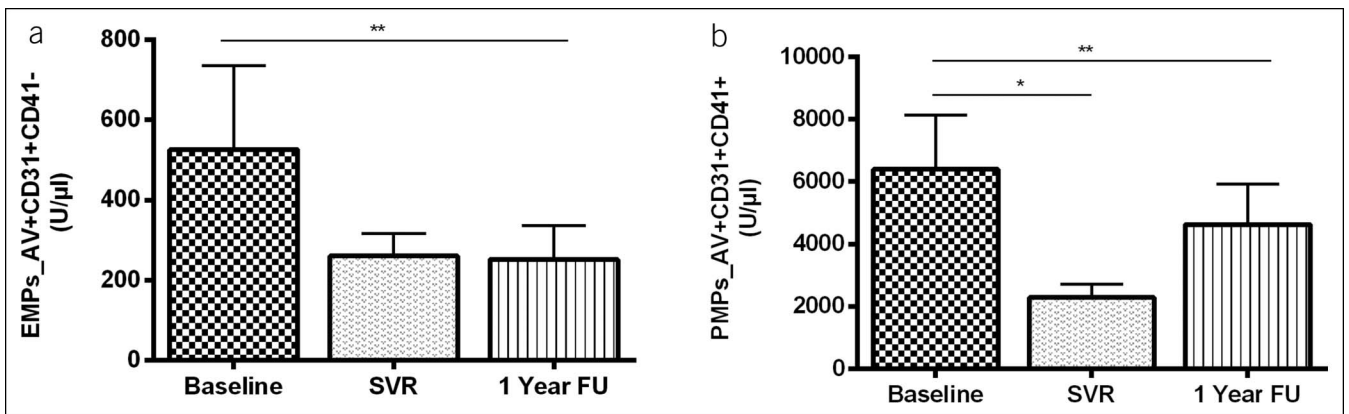 a
**
800
600
400
200
0
EMPs_AV+CD31+CD41-
(U/µl)
Baseline SVR 1 Year FU
b
**
*
10000
8000
6000
4000
2000
0
PMPs_AV+CD31+CD41+
(U/µl)
Baseline SVR 1 Year FU